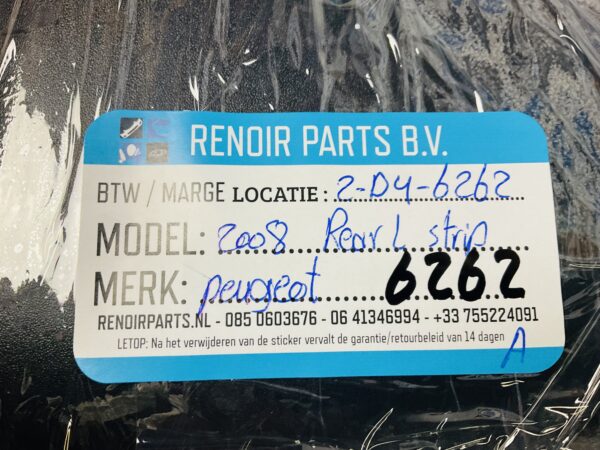 RENOIR PARTS B.V.
BTW / MARGE LOCATIE : 2-D4-6262
MODEL: 2008 Rear L strip
MERK: peugeot 6262
RENOIRPARTS.NL - 085 0603676 - 06 41346994 - +33 755224091
LETOP: Na het verwijderen van de sticker vervalt de garantie/retourbeleid van 14 dagen
A